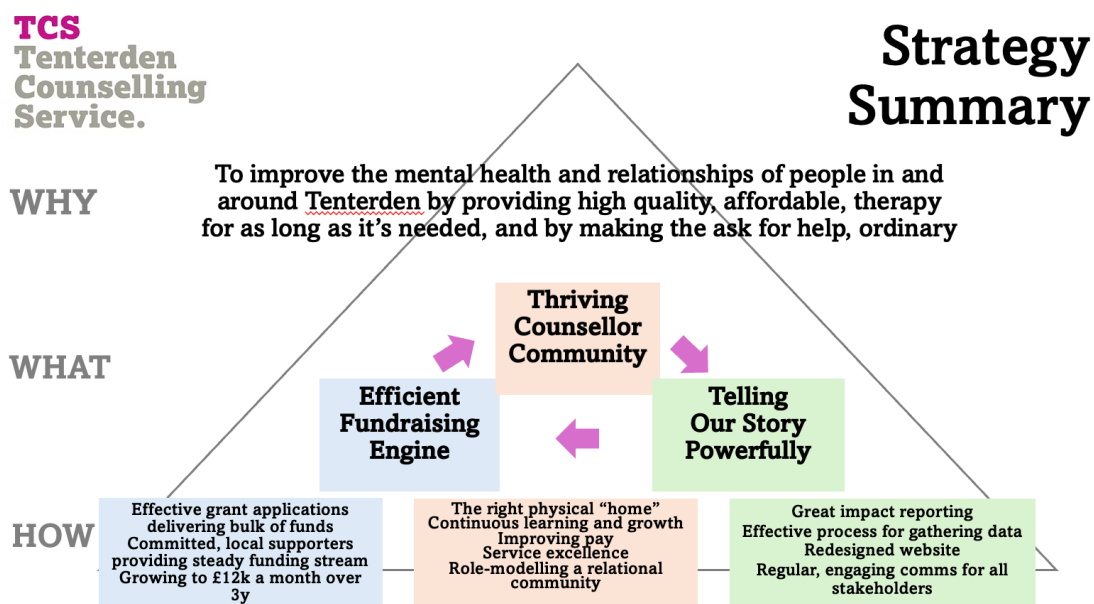 TCS
Tenterden
Counselling
Service.
Strategy
Summary
WHY
To improve the mental health and relationships of people in and
around Tenterden by providing high quality, affordable, therapy
for as long as it’s needed, and by making the ask for help, ordinary
WHAT
Thriving
Counsellor
Community
Efficient
Fundraising
Engine
Telling
Our Story
Powerfully
HOW
Effective grant applications
delivering bulk of funds
Committed, local supporters
providing steady funding stream
Growing to £12k a month over
3y
The right physical “home”
Continuous learning and growth
Improving pay
Service excellence
Role-modelling a relational
community
Great impact reporting
Effective process for gathering data
Redesigned website
Regular, engaging comms for all
stakeholders